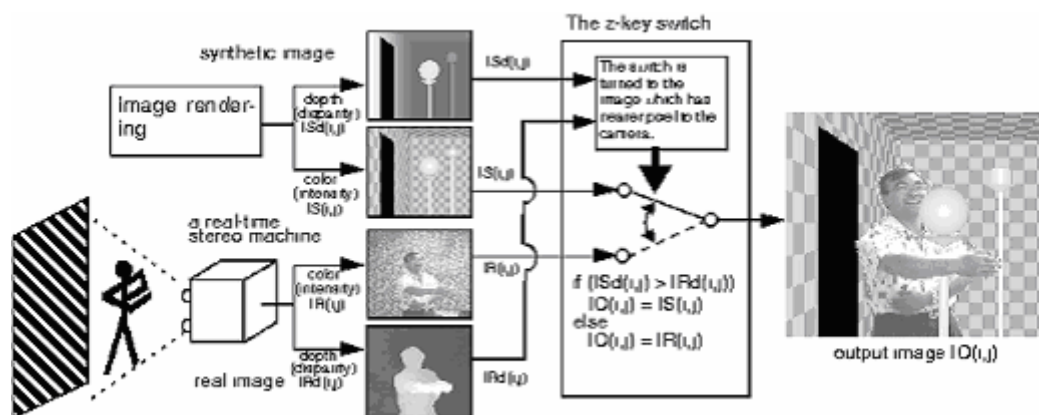 The z-key switch
synthetic image
image render-
ing
depth
(disparity)
ISd(i,j)
color
(intensity)
IS(i,j)
ISd(i,j)
IS(i,j)
The switch is
turned to the
image which has
nearer pixel to the
camera.
a real-time
stereo machine
color
(intensity)
IR(i,j)
depth
(disparity)
IRd(i,j)
real image
IR(i,j)
IRd(i,j)
if (ISd(i,j) > IRd(i,j))
IO(i,j) = IS(i,j)
else
IO(i,j) = IR(i,j)
output image IO(i,j)